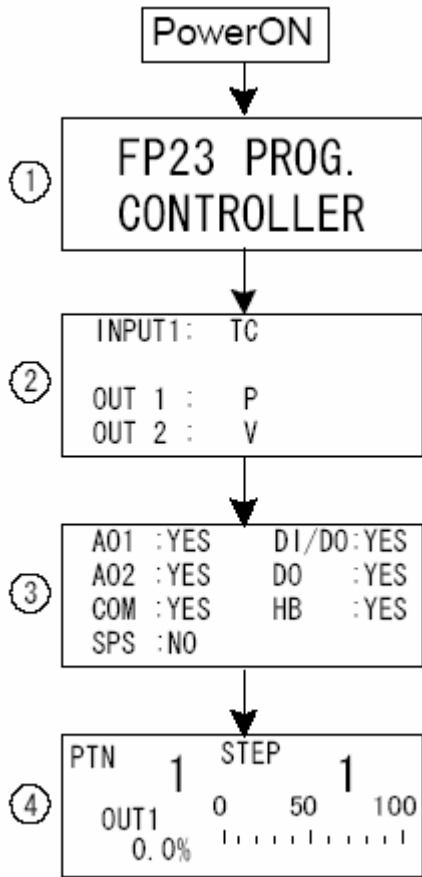 PowerON
①
FP23 PROG.
CONTROLLER
②
INPUT1: TC
OUT 1 : P
OUT 2 : V
③
AO1 :YES DI/DO:YES
AO2 :YES DO :YES
COM :YES HB :YES
SPS :NO
④
PTN 1 STEP 1
0 50 100
OUT1
0.0%